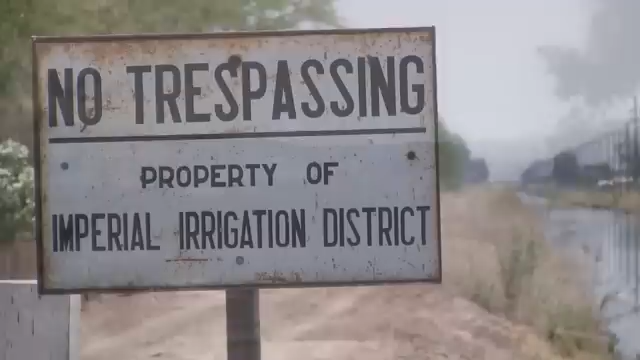 NO TRESPASSING
PROPERTY OF
IMPERIAL IRRIGATION DISTRICT